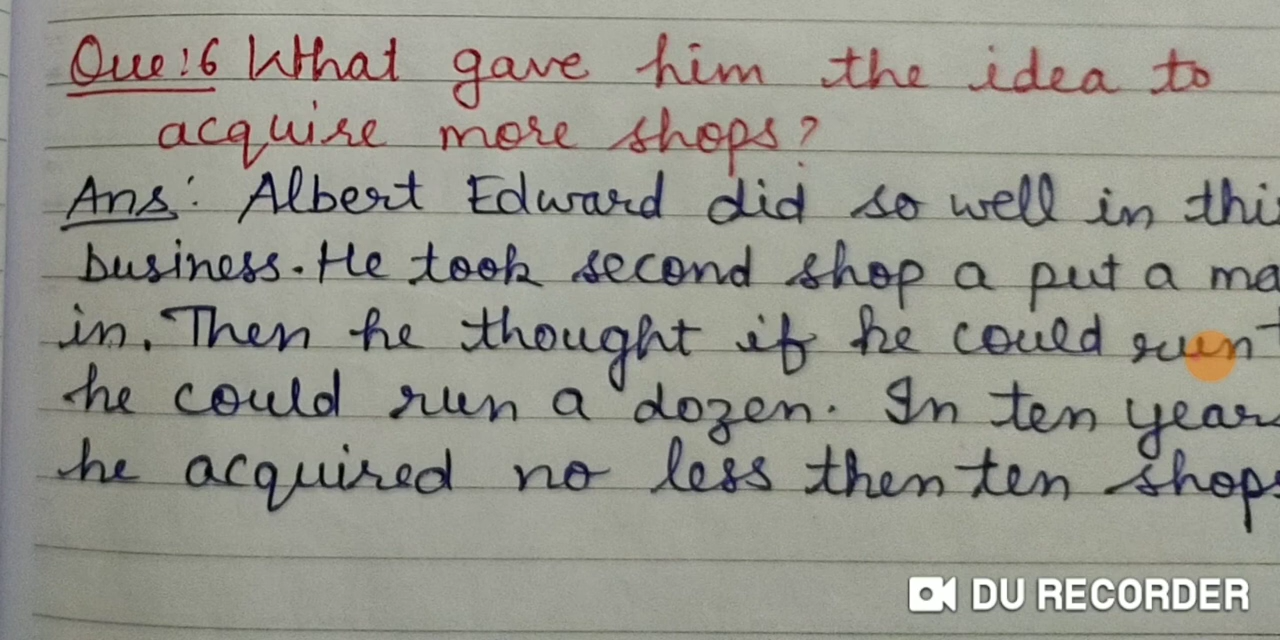 Que:6 What gave him the idea to
acquire more shops?
Ans: Albert Edward did so well in thi
business. He took second shop a put a ma
in. Then he thought if he could run
he could run a dozen. In ten year
he acquired no less then ten shops
DU RECORDER